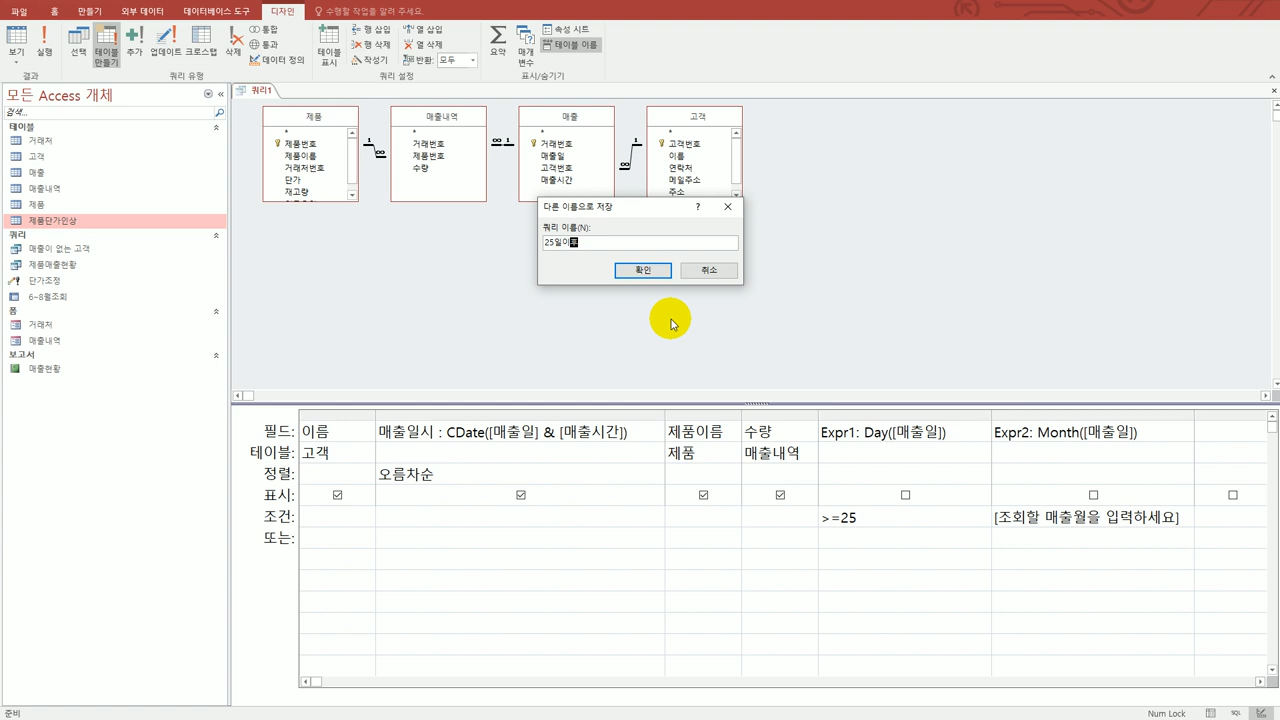 파일 홈 만들기 외부 데이터 데이터베이스 도구 디자인 수행할 작업을 알려 주세요.
보기 실행 선택 테이블 만들기 추가 업데이트 크로스탭 삭제 통합 통과 데이터 정의 테이블 표시 행 삽입 행 삭제 작성기 열 삽입 열 삭제 반환: 모두 요약 매개 변수 속성 시트 테이블 이름
결과 쿼리 유형 쿼리 설정 표시/숨기기
모든 Access 개체
검색...
테이블
거래처
고객
매출
매출내역
제품
제품단가인상
쿼리
매출이 없는 고객
제품매출현황
단가조정
6-8월조회
폼
거래처
매출내역
보고서
매출현황
쿼리1
제품
*
제품번호
제품이름
거래처번호
단가
재고량
매출내역
거래처번호
제품번호
수량
매출
*
거래번호
매출일
고객번호
매출시간
고객
*
고객번호
이름
연락처
메일주소
주소
1 ∞ ∞ 1 ∞ 1
다른 이름으로 저장 ?
쿼리 이름(N):
25일이후
확인 취소
필드: 이름 매출일시 : CDate([매출일] & [매출시간]) 제품이름 수량 Expr1: Day([매출일]) Expr2: Month([매출일])
테이블: 고객 제품 매출내역
정렬: 오름차순
표시:
조건: >=25 [조회할 매출월을 입력하세요]
또는:
준비 Num Lock SQL